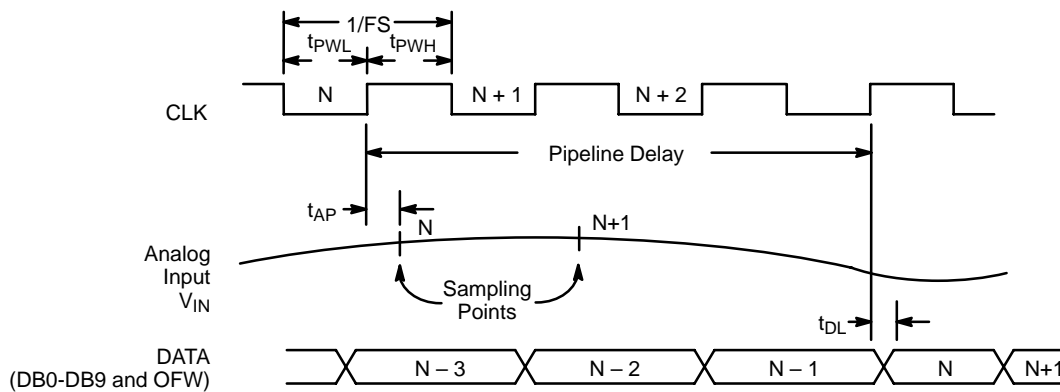 1/FS
tPWL tPWH
CLK
N N + 1 N + 2
Pipeline Delay
tAP
N N+1
Analog
Input
VIN
Sampling
Points
tDL
DATA
(DB0-DB9 and OFW)
N – 3 N – 2 N – 1 N N+1